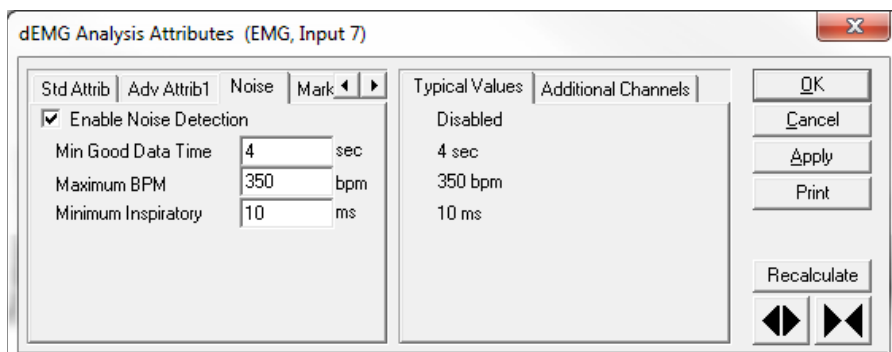 dEMG Analysis Attributes (EMG, Input 7)
Std Attrib Adv Attrib1 Noise Mark
Typical Values Additional Channels
OK
Enable Noise Detection Disabled
Cancel
Min Good Data Time 4 sec 4 sec
Apply
Maximum BPM 350 bpm 350 bpm
Print
Minimum Inspiratory 10 ms 10 ms
Recalculate